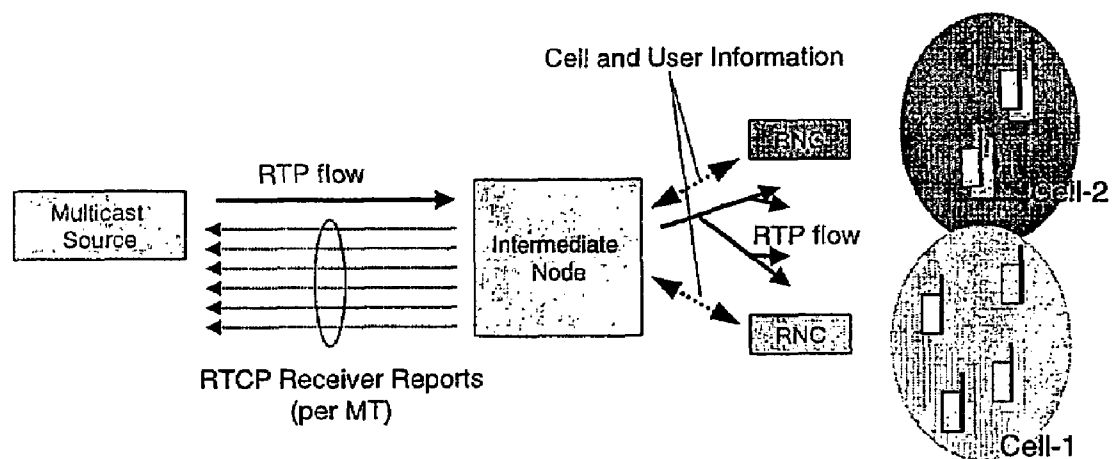 Cell and User Information
RNC
RTP flow
Multicast
Source
Intermediate
Node
RTP flow
Cell-2
RNC
RTCP Receiver Reports
(per MT)
Cell-1